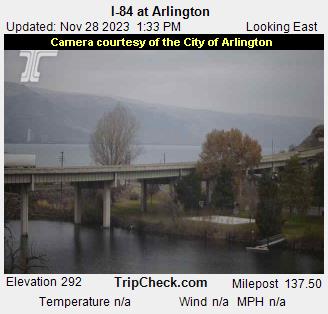 I-84 at Arlington
Updated: Nov 28 2023 1:33 PM Looking East
Camera courtesy of the City of Arlington
Elevation 292 TripCheck.com Milepost 137.50
Temperature n/a Wind n/a MPH n/a